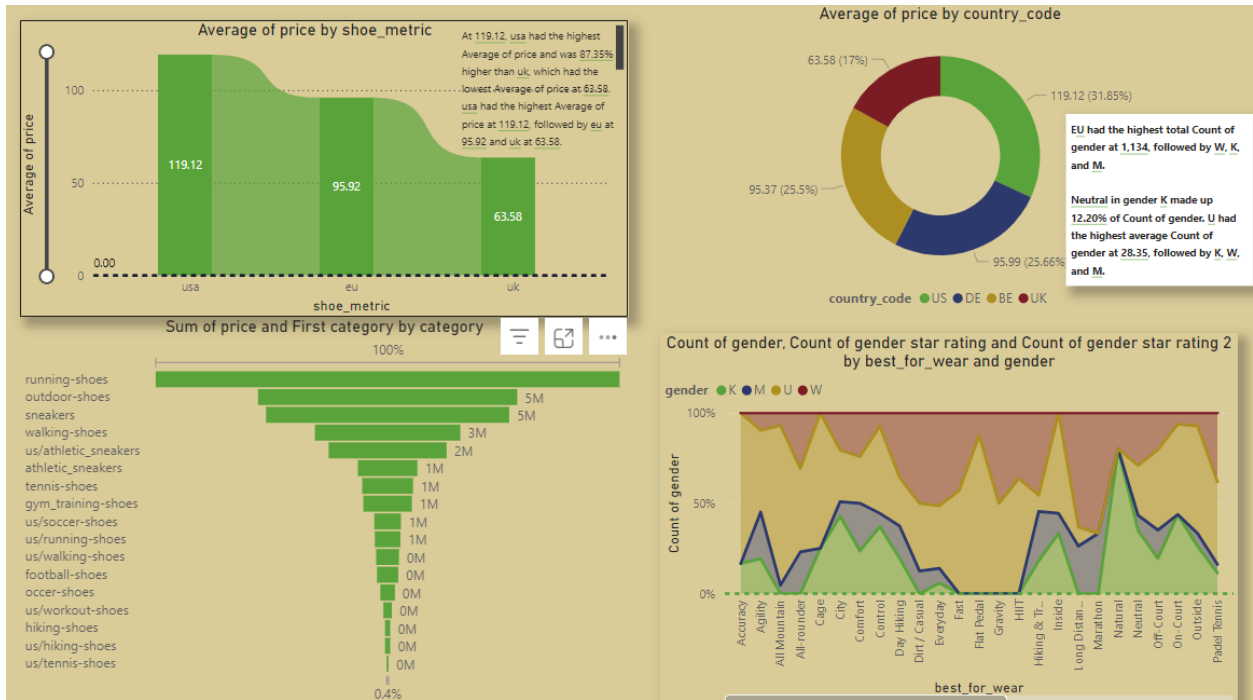 Average of price by shoe_metric
At 119.12, usa had the highest
Average of price and was 87.35%
higher than uk, which had the
lowest Average of price at 63.58.
usa had the highest Average of
price at 119.12, followed by eu at
95.92 and uk at 63.58.
Average of price
100
50
0
0.00
119.12
95.92
63.58
usa
eu
uk
shoe_metric
Average of price by country_code
63.58 (17%)
119.12 (31.85%)
95.37 (25.5%)
95.99 (25.66%
country_code US DE BE UK
EU had the highest total Count of
gender at 1,134, followed by W, K,
and M.
Neutral in gender K made up
12.20% of Count of gender. U had
the highest average Count of
gender at 28.35, followed by K, W,
and M.
Sum of price and First category by category
100%
running-shoes
outdoor-shoes 5M
sneakers 5M
walking-shoes 3M
us/athletic_sneakers 2M
athletic_sneakers 1M
tennis-shoes 1M
gym_training-shoes 1M
us/soccer-shoes 1M
us/running-shoes 1M
us/walking-shoes 0M
football-shoes 0M
occer-shoes 0M
us/workout-shoes 0M
hiking-shoes 0M
us/hiking-shoes 0M
us/tennis-shoes 0M
0.4%
Count of gender, Count of gender star rating and Count of gender star rating 2
by best_for_wear and gender
gender K M U W
Count of gender
100%
50%
0%
Accuracy
Agility
All Mountain
All-rounder
Cage
City
Comfort
Control
Day Hiking
Dirt / Casual
Everyday
Fast
Flat Pedal
Gravity
HIIT
Hiking & Tr...
Inside
Long Distan...
Marathon
Natural
Neutral
Off-Court
On-Court
Outside
Padel Tennis
best_for_wear